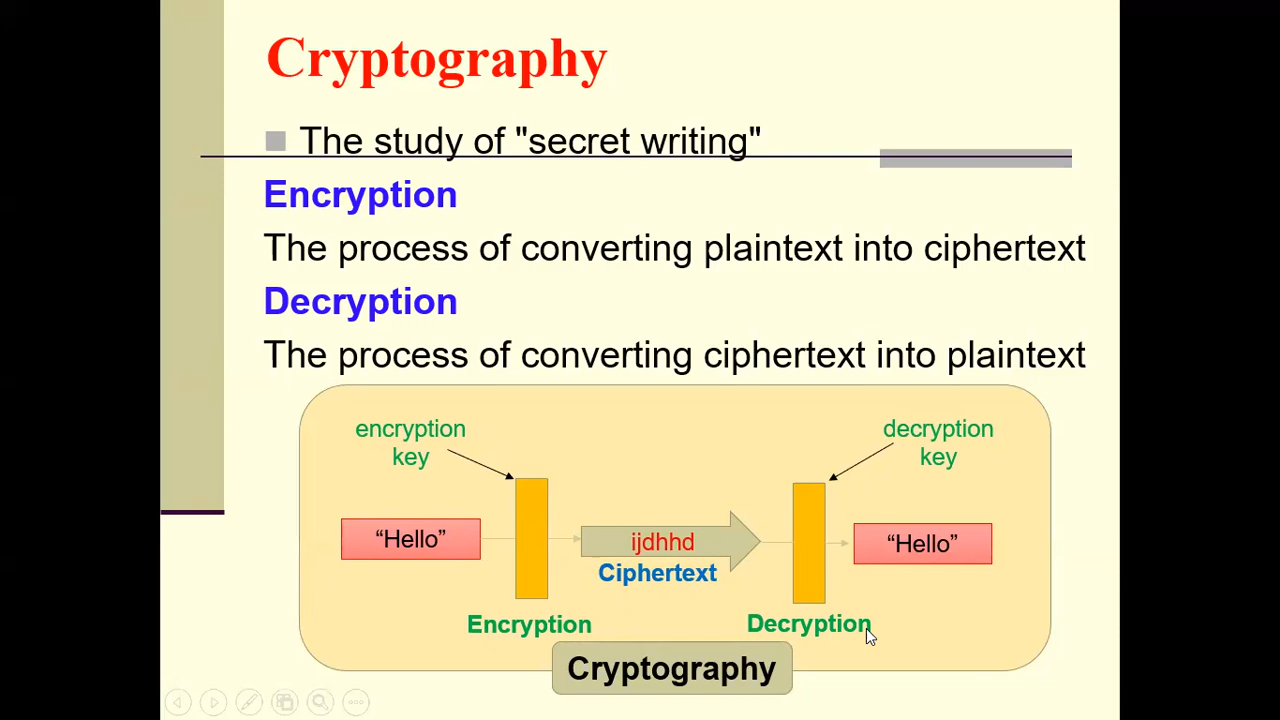 Cryptography
The study of "secret writing"
Encryption
The process of converting plaintext into ciphertext
Decryption
The process of converting ciphertext into plaintext
encryption
key
decryption
key
“Hello”
ijdhhd
Ciphertext
“Hello”
Encryption
Decryption
Cryptography